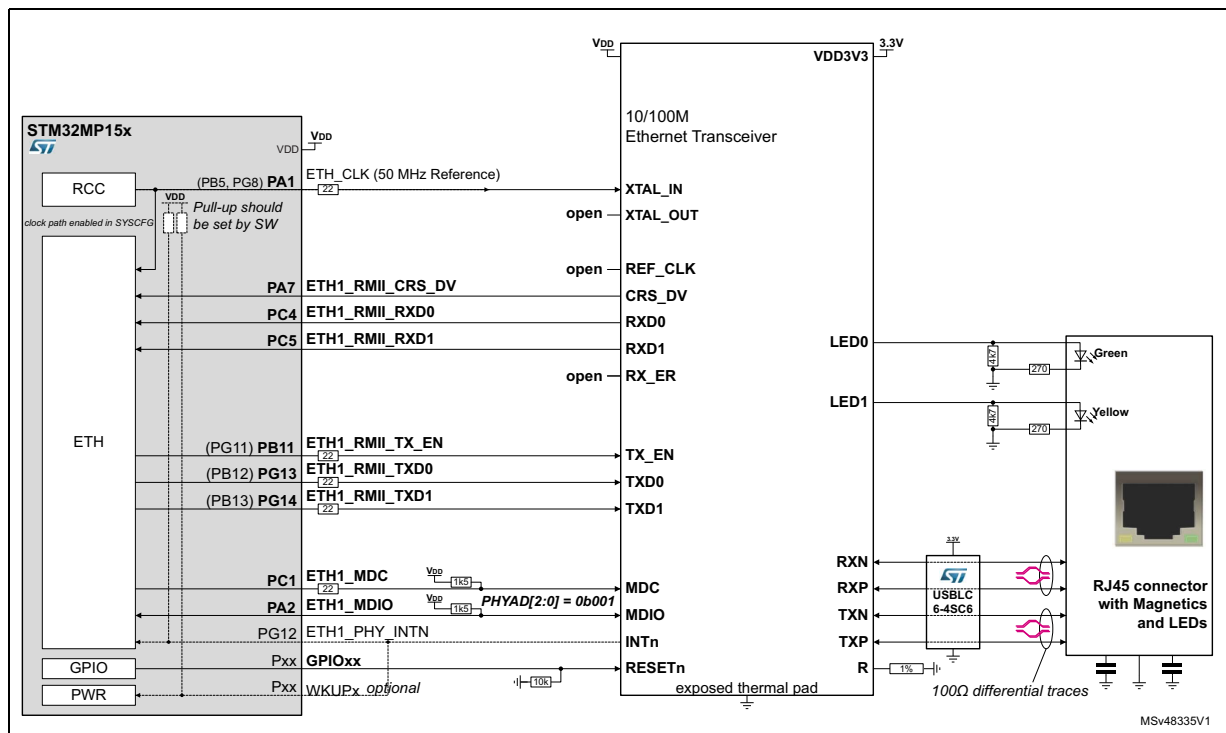 VDD
3.3V
VDD3V3
10/100M
Ethernet Transceiver
STM32MP15x
ST
VDD
VDD
RCC
(PB5, PG8) PA1
ETH_CLK (50 MHz Reference)
22
XTAL_IN
VDD
Pull-up should
be set by SW
clock path enabled in SYSCFG
open
XTAL_OUT
open
REF_CLK
PA7
ETH1_RMII_CRS_DV
CRS_DV
PC4
ETH1_RMII_RXD0
RXD0
PC5
ETH1_RMII_RXD1
RXD1
open
RX_ER
LED0
4k7
270
Green
LED1
4k7
270
Yellow
ETH
(PG11) PB11
ETH1_RMII_TX_EN
22
TX_EN
(PB12) PG13
ETH1_RMII_TXD0
22
TXD0
(PB13) PG14
ETH1_RMII_TXD1
22
TXD1
PC1
ETH1_MDC
22
VDD
1k5
MDC
PA2
ETH1_MDIO
VDD
1k5
PHYAD[2:0] = 0b001
MDIO
PG12
ETH1_PHY_INTN
INTn
GPIO
Pxx
GPIOxx
10k
RESETn
PWR
Pxx
WKUPx optional
exposed thermal pad
RXN
RXP
TXN
TXP
R
1%
3.3V
ST
USBLC
6-4SC6
100Ω differential traces
RJ45 connector
with Magnetics
and LEDs
MSv48335V1